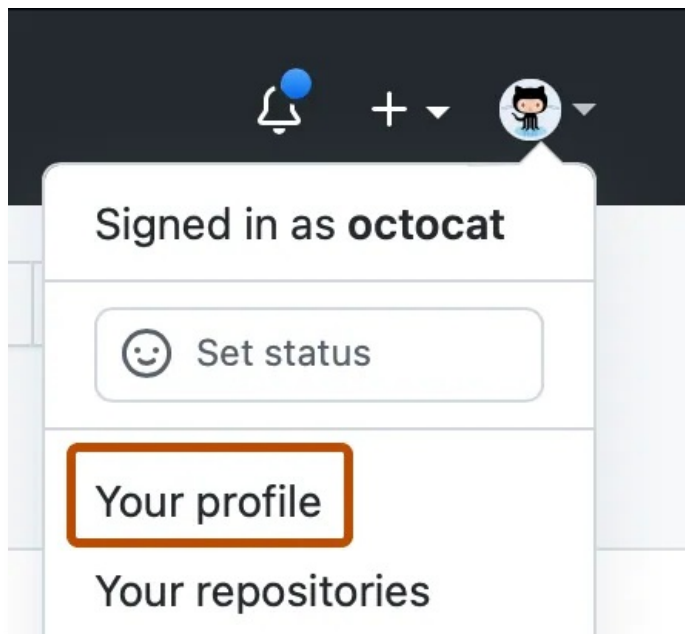 Signed in as octocat
Set status
Your profile
Your repositories